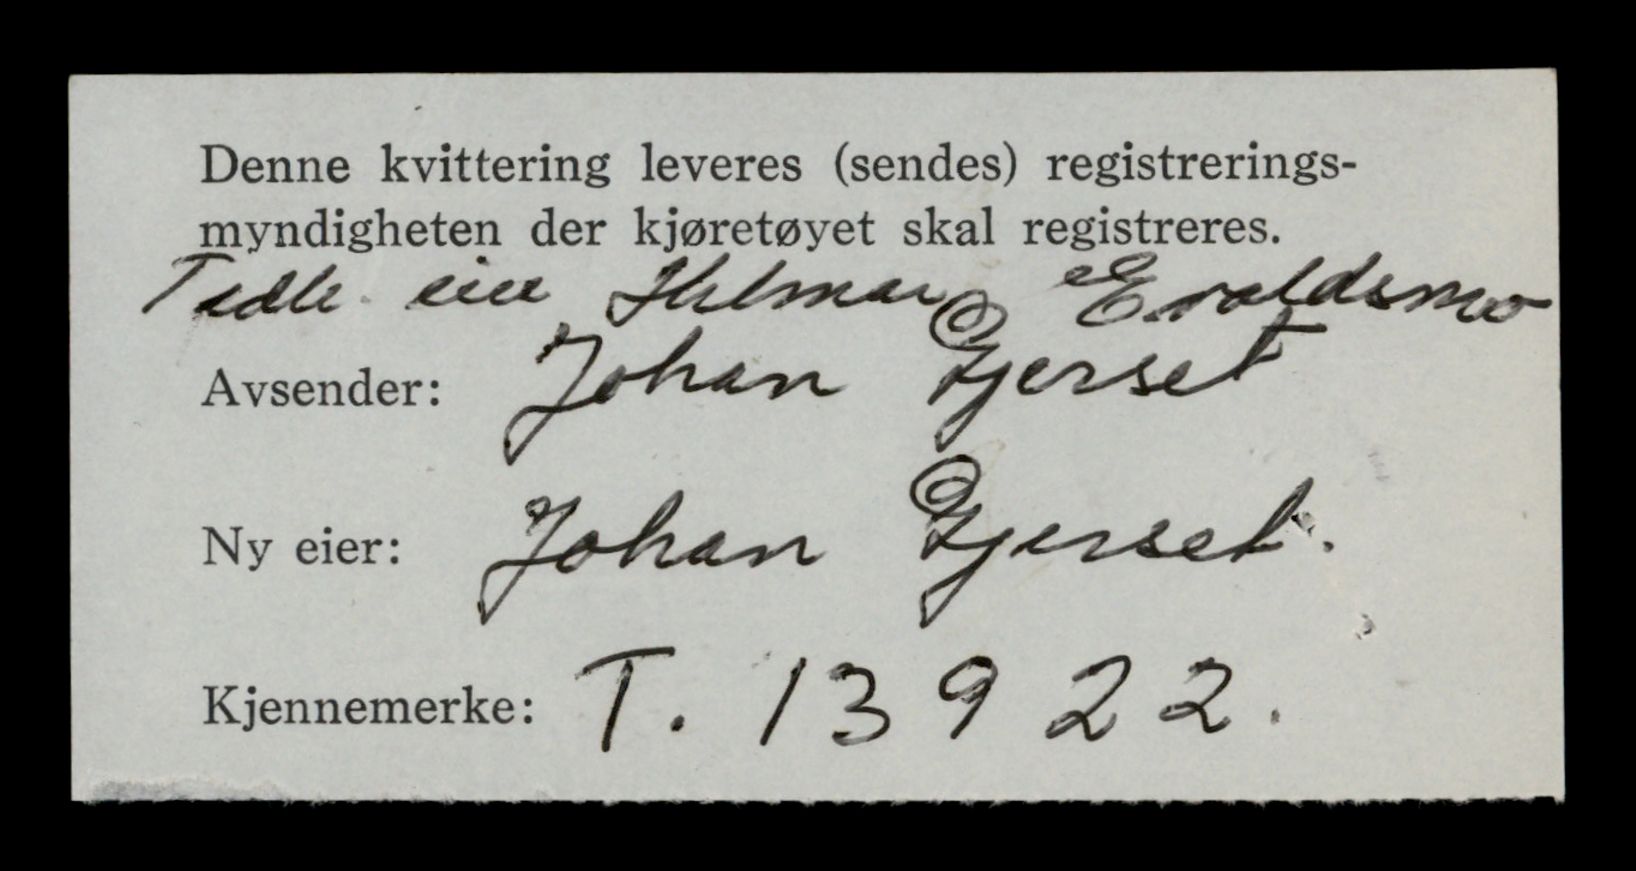 Denne kvittering leveres (sendes) registrerings-
myndigheten der kjøretøyet skal registreres.
Tidle. eier Hilmar Evaldsmo
Avsender: Johan Gjerset
Ny eier: Johan Gjerset.
Kjennemerke: T. 13922.